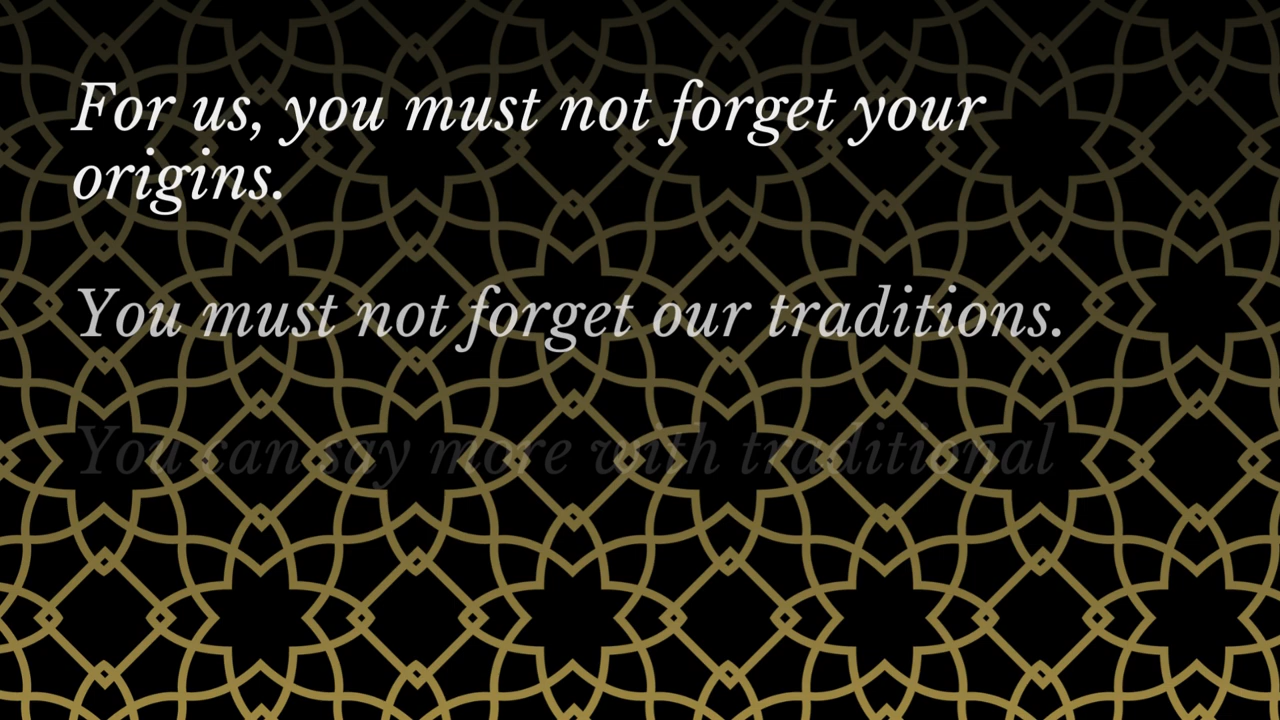 For us, you must not forget your
origins.
You must not forget our traditions.
You can say more with traditional